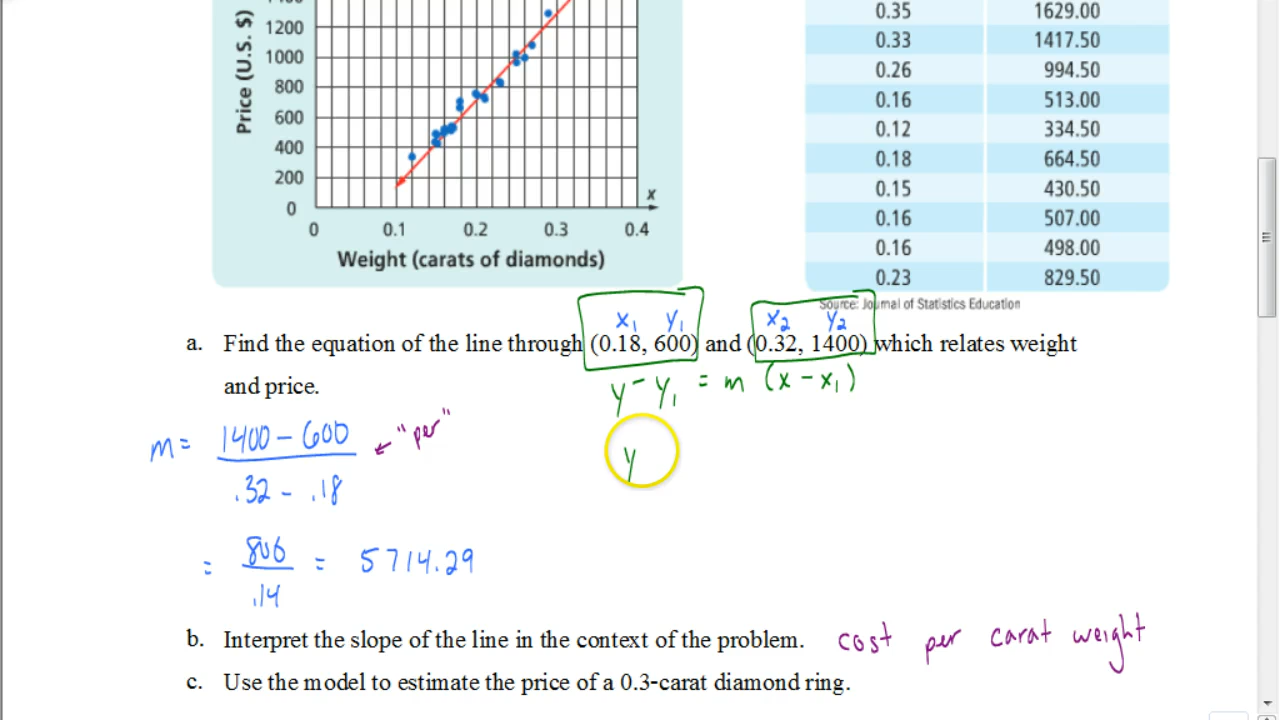 1200
1000
800
600
400
200
0
Price (U.S. $)
x
0 0.1 0.2 0.3 0.4
Weight (carats of diamonds)
0.35 1629.00
0.33 1417.50
0.26 994.50
0.16 513.00
0.12 334.50
0.18 664.50
0.15 430.50
0.16 507.00
0.16 498.00
0.23 829.50
Source: Journal of Statistics Education
x₁ y₁ x₂ y₂
a. Find the equation of the line through (0.18, 600) and (0.32, 1400) which relates weight
and price.
y - y₁ = m (x - x₁)
m = 1400 - 600 ← "per"
.32 - .18
y
= 800 = 5714.29
.14
b. Interpret the slope of the line in the context of the problem. cost per carat weight
c. Use the model to estimate the price of a 0.3-carat diamond ring.